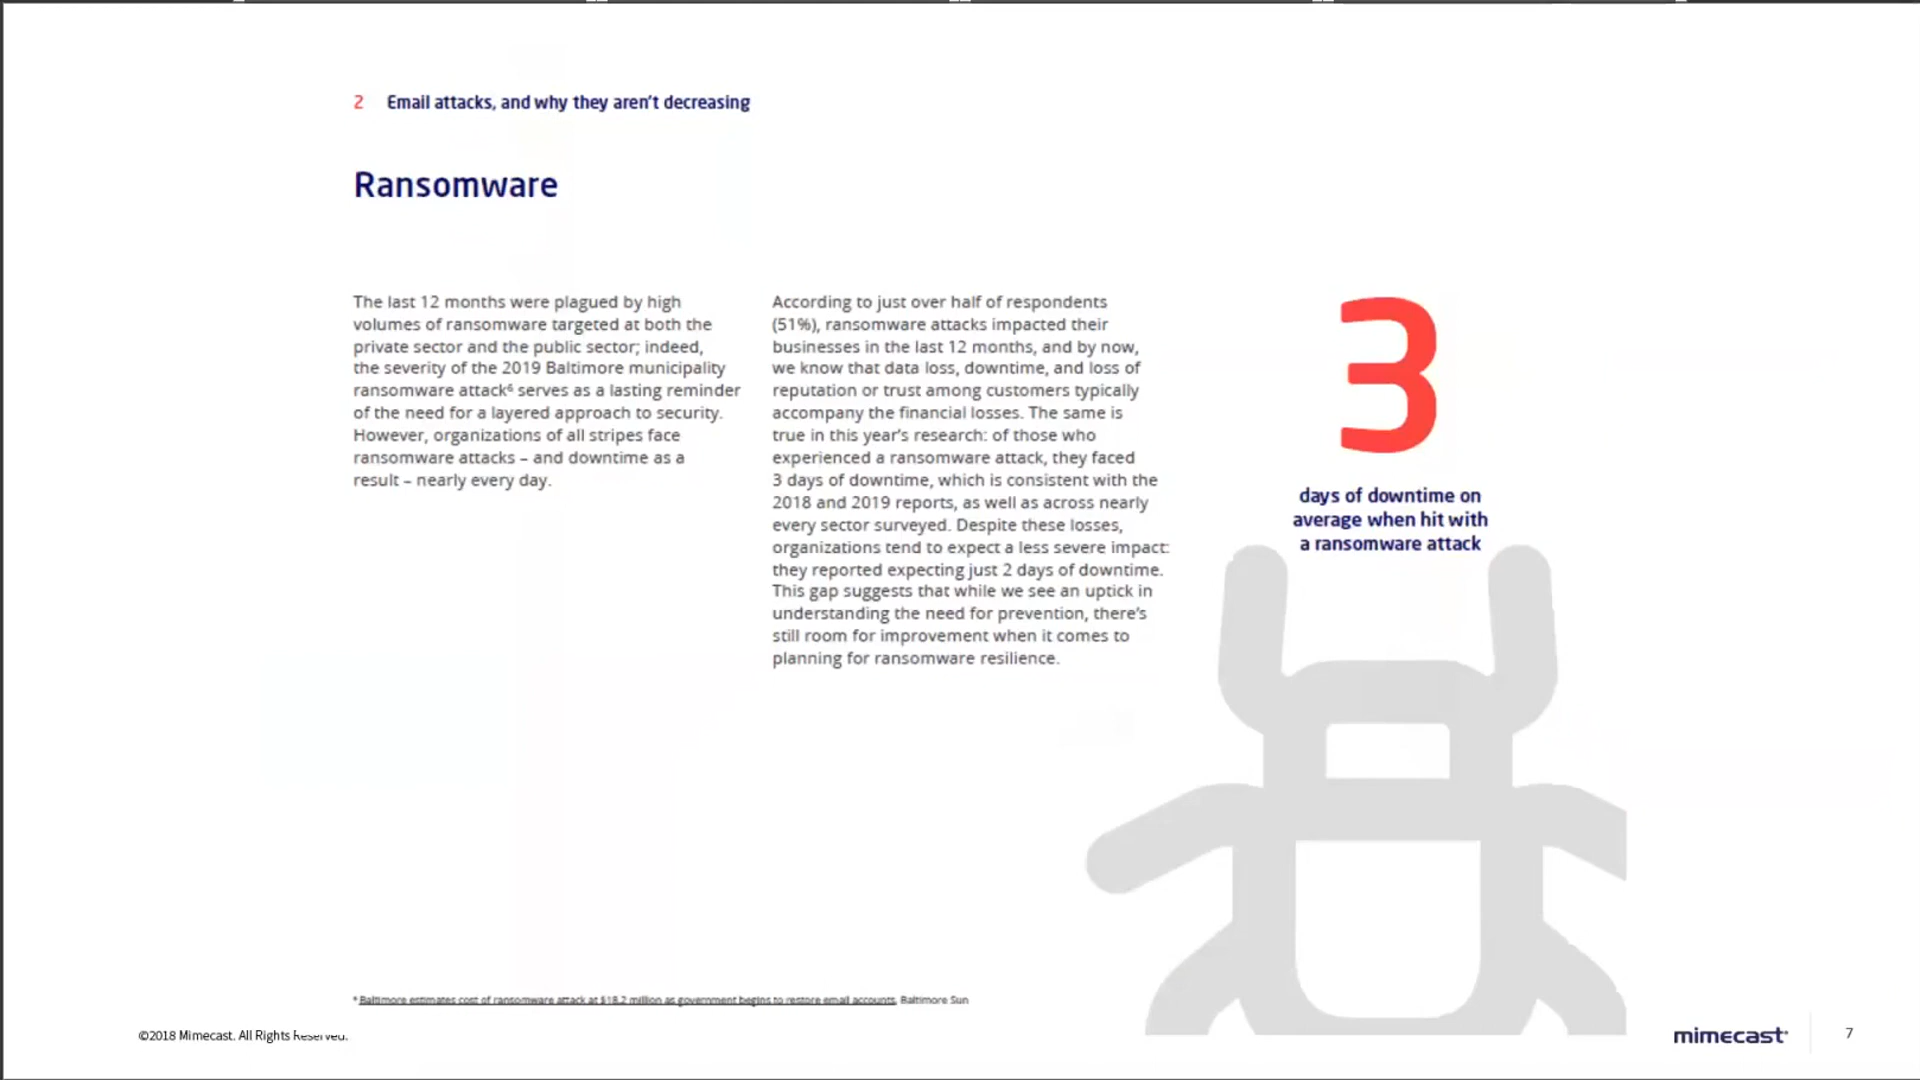 2 Email attacks, and why they aren't decreasing
Ransomware
The last 12 months were plagued by high
volumes of ransomware targeted at both the
private sector and the public sector; indeed,
the severity of the 2019 Baltimore municipality
ransomware attack⁶ serves as a lasting reminder
of the need for a layered approach to security.
However, organizations of all stripes face
ransomware attacks – and downtime as a
result – nearly every day.
According to just over half of respondents
(51%), ransomware attacks impacted their
businesses in the last 12 months, and by now,
we know that data loss, downtime, and loss of
reputation or trust among customers typically
accompany the financial losses. The same is
true in this year's research: of those who
experienced a ransomware attack, they faced
3 days of downtime, which is consistent with the
2018 and 2019 reports, as well as across nearly
every sector surveyed. Despite these losses,
organizations tend to expect a less severe impact:
they reported expecting just 2 days of downtime.
This gap suggests that while we see an uptick in
understanding the need for prevention, there's
still room for improvement when it comes to
planning for ransomware resilience.
3
days of downtime on
average when hit with
a ransomware attack
⁶ Baltimore estimates cost of ransomware attack at $18.2 million as government begins to restore email accounts, Baltimore Sun
©2018 Mimecast. All Rights Reserved.
mimecast
7